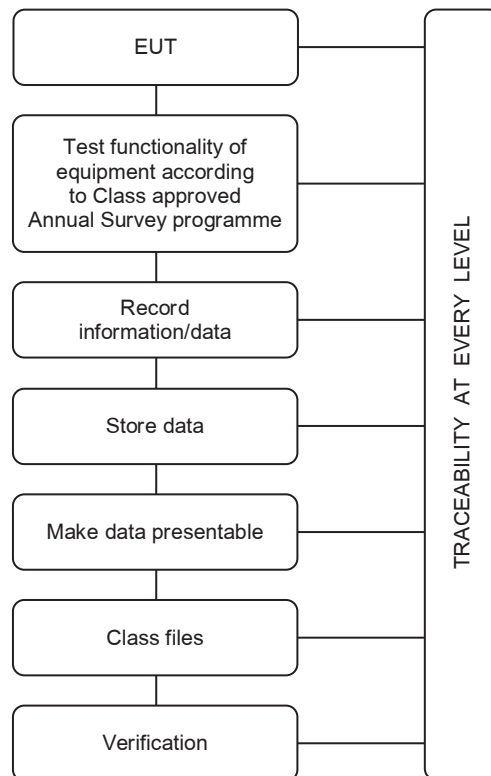 EUT
Test functionality of
equipment according
to Class approved
Annual Survey programme
Record
information/data
Store data
Make data presentable
Class files
Verification
TRACEABILITY AT EVERY LEVEL